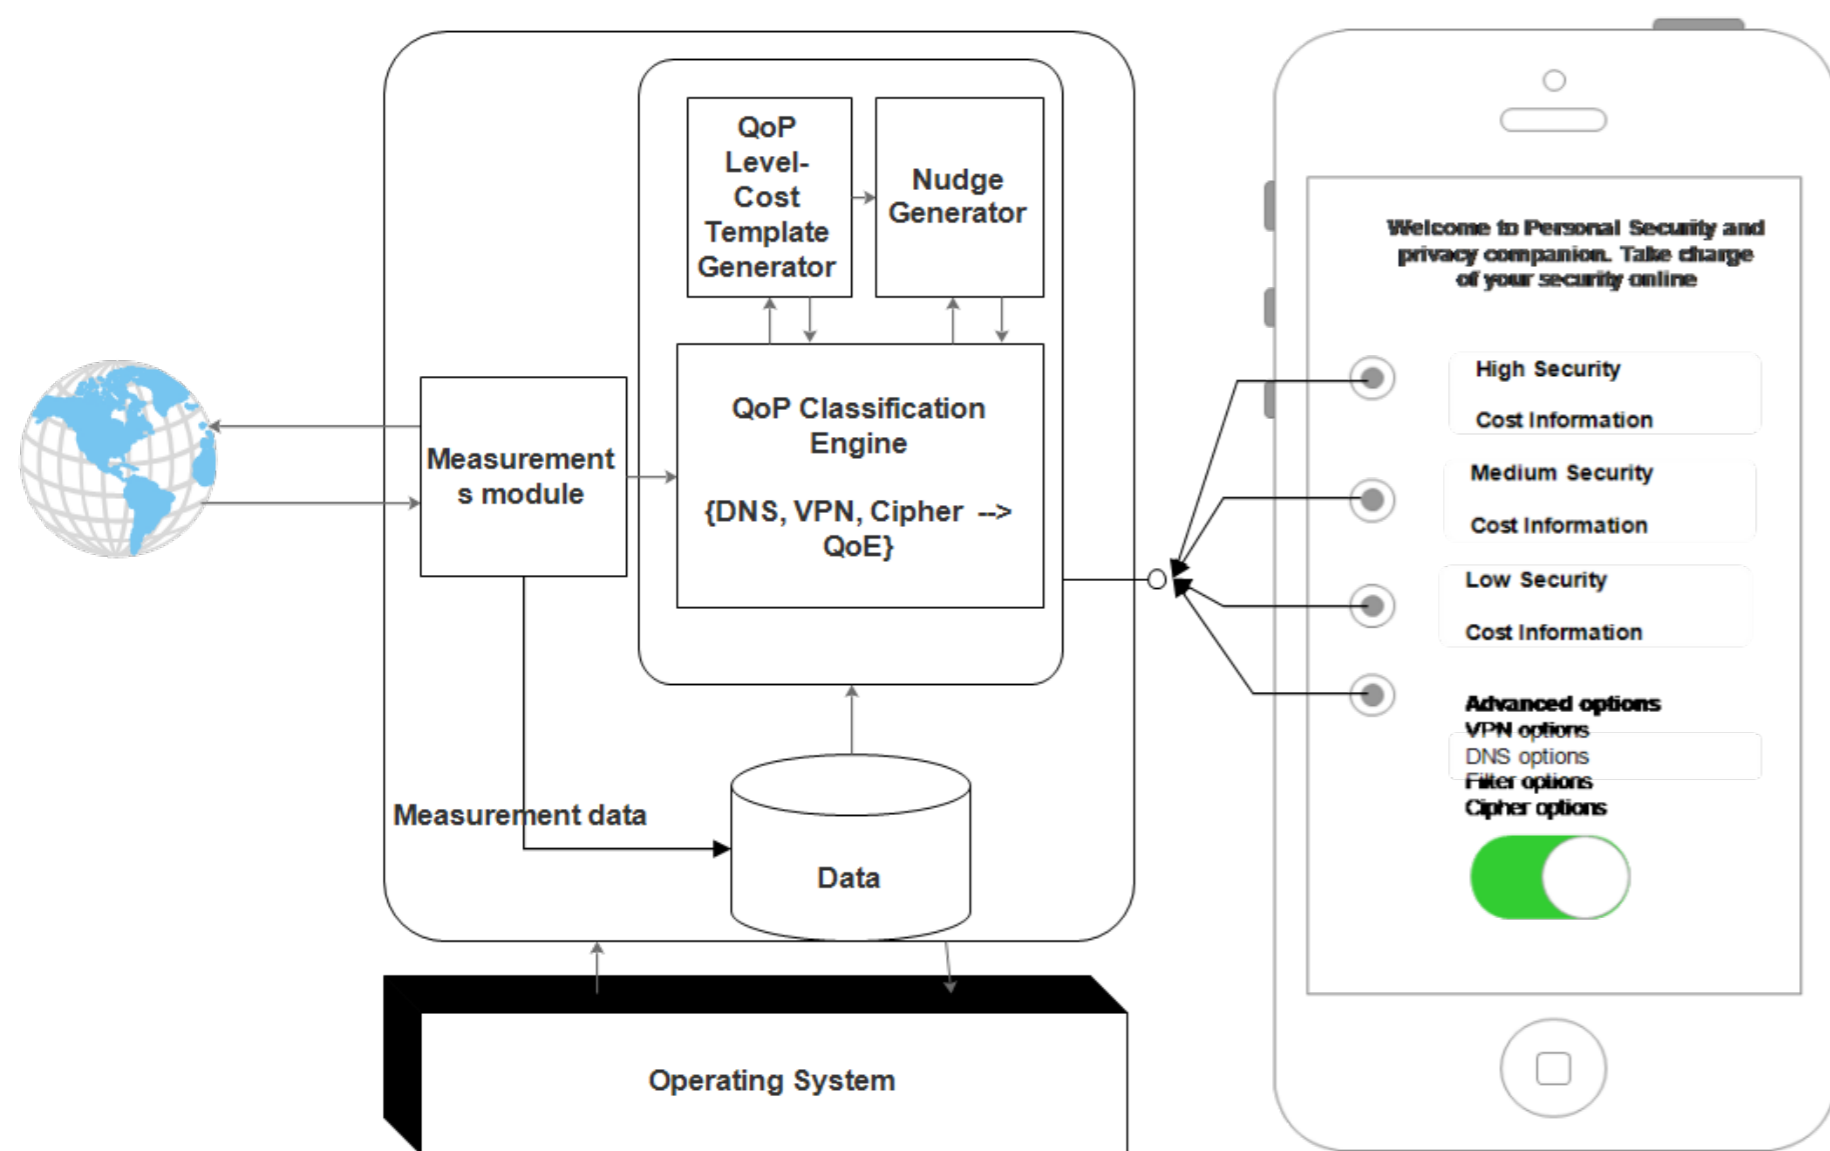 QoP
Level-
Cost
Template
Generator
Nudge
Generator
QoP Classification
Engine
{DNS, VPN, Cipher -->
QoE}
Measurement
s module
Measurement data
Data
Operating System
Welcome to Personal Security and
privacy companion. Take charge
of your security online
High Security
Cost Information
Medium Security
Cost Information
Low Security
Cost Information
Advanced options
VPN options
DNS options
Filter options
Cipher options